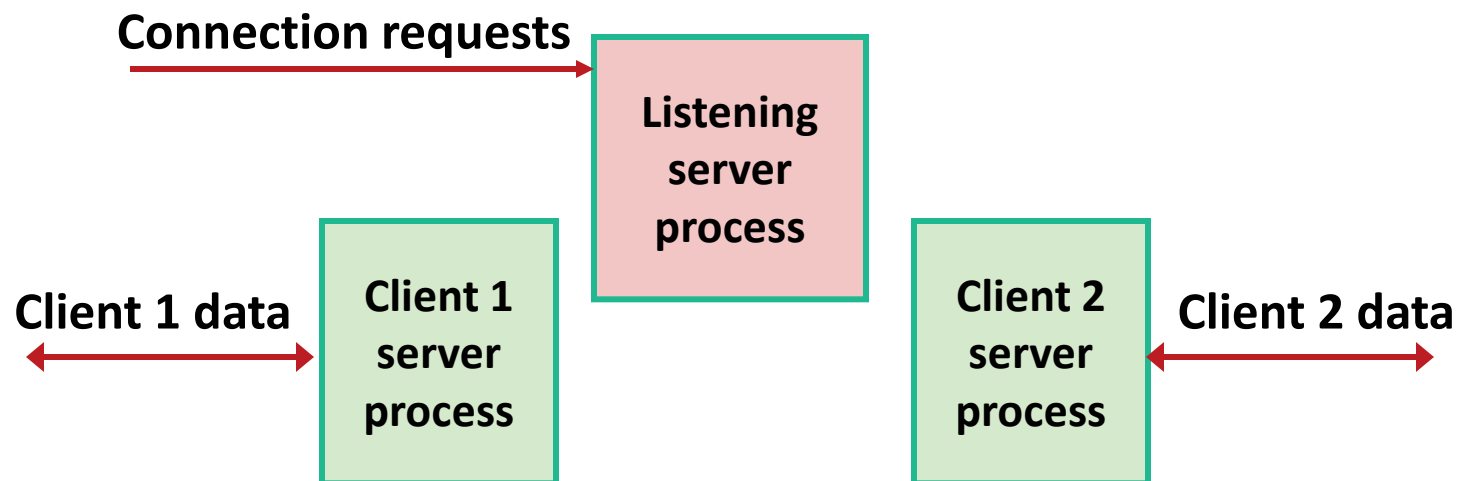 Connection requests
Listening
server
process
Client 1 data
Client 1
server
process
Client 2
server
process
Client 2 data